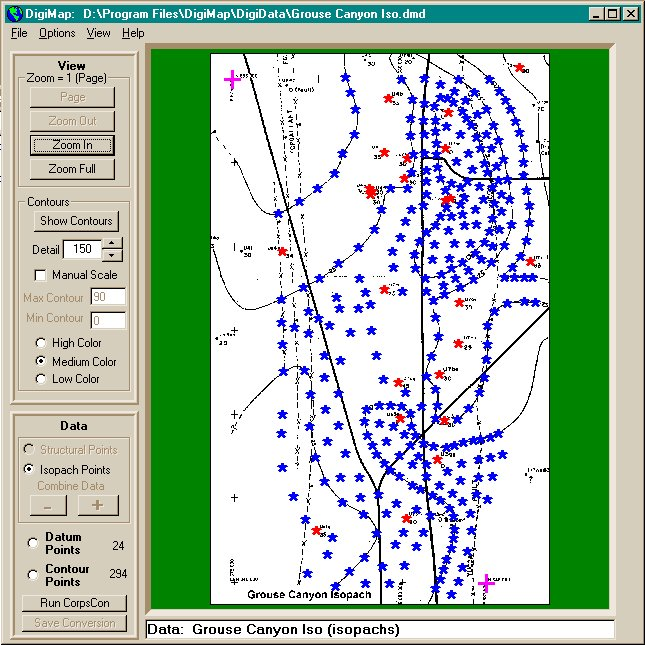 DigiMap: D:\Program Files\DigiMap\DigiData\Grouse Canyon Iso.dmd
File Options View Help
View
Zoom = 1 (Page)
Page
Zoom Out
Zoom In
Zoom Full
Contours
Show Contours
Detail 150
Manual Scale
Max Contour 90
Min Contour 0
High Color
Medium Color
Low Color
Data
Structural Points
Isopach Points
Combine Data
- +
Datum Points 24
Contour Points 294
Run CorpsCon
Save Conversion
Grouse Canyon Isopach
Data: Grouse Canyon Iso (isopachs)